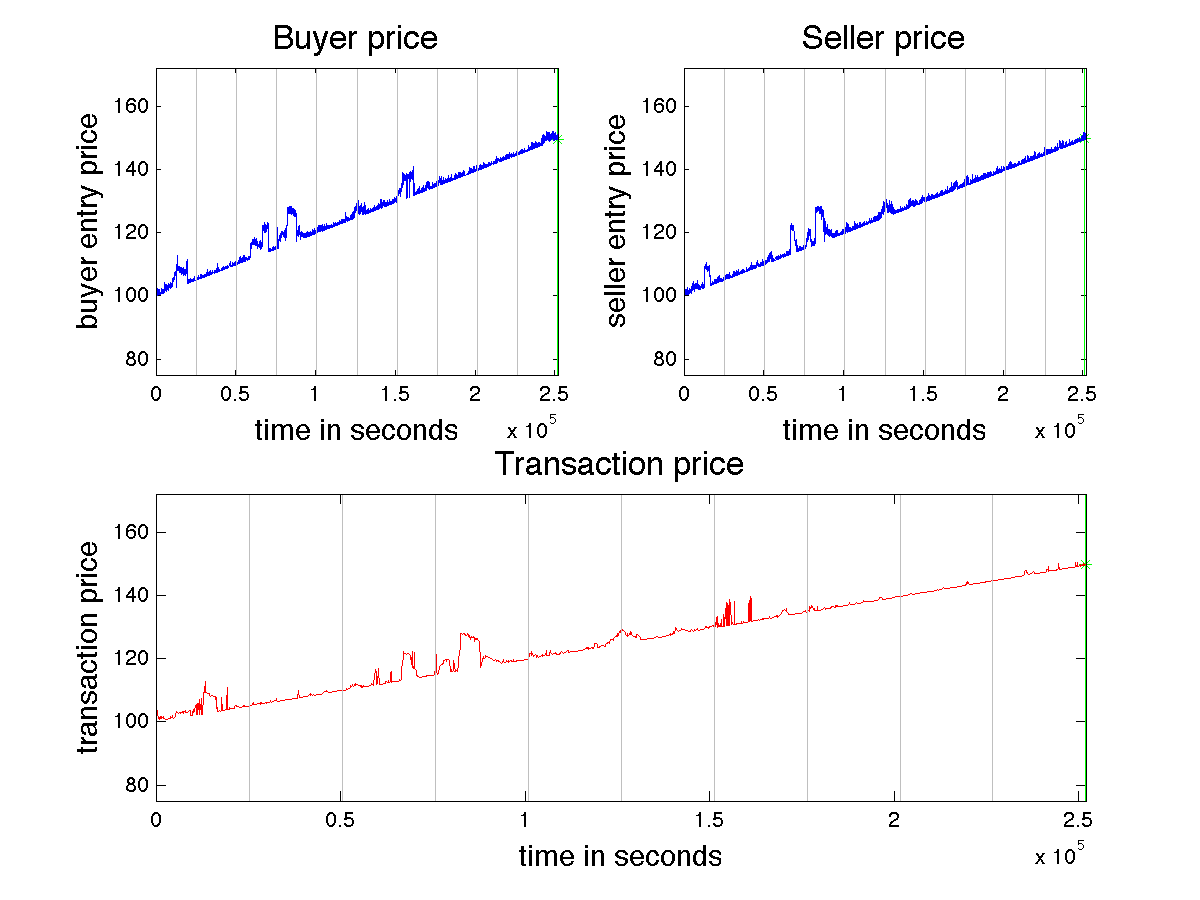 Buyer price
buyer entry price
160
140
120
100
80
0 0.5 1 1.5 2 2.5
x 10^5
time in seconds
Seller price
seller entry price
160
140
120
100
80
0 0.5 1 1.5 2 2.5
x 10^5
time in seconds
Transaction price
transaction price
160
140
120
100
80
0 0.5 1 1.5 2 2.5
x 10^5
time in seconds